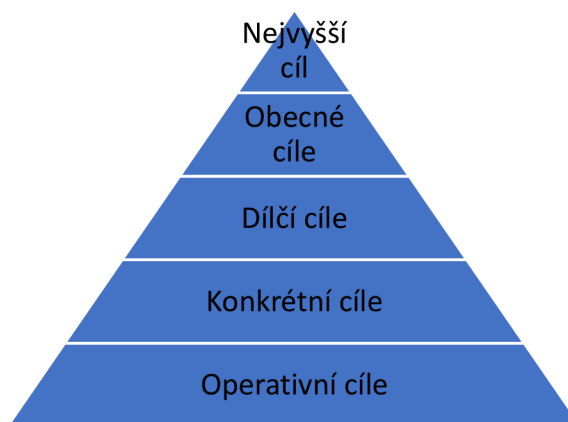 Nejvyšší
cíl
Obecné
cíle
Dílčí cíle
Konkrétní cíle
Operativní cíle